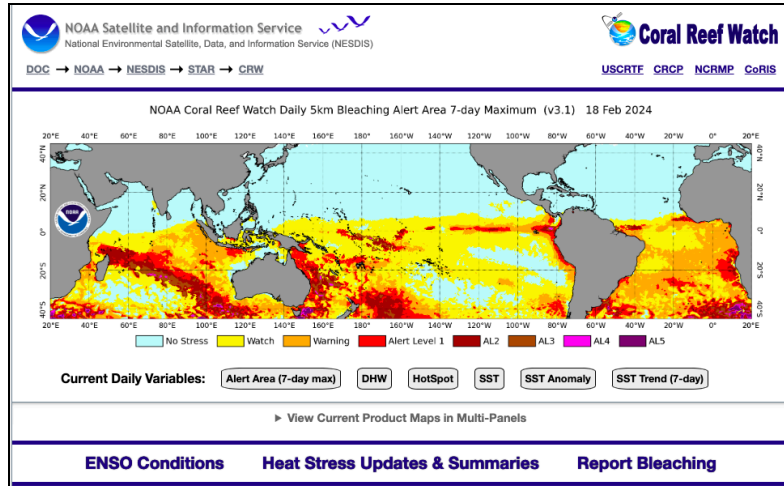 NOAA Satellite and Information Service
National Environmental Satellite, Data, and Information Service (NESDIS)
Coral Reef Watch
DOC → NOAA → NESDIS → STAR → CRW
USCRTF CRCP NCRMP CoRIS
NOAA Coral Reef Watch Daily 5km Bleaching Alert Area 7-day Maximum (v3.1) 18 Feb 2024
20°E 40°E 60°E 80°E 100°E 120°E 140°E 160°E 180° 160°W 140°W 120°W 100°W 80°W 60°W 40°W 20°W 0° 20°E
40°N 40°N
20°N 20°N
NOAA
0° 0°
20°S 20°S
40°S 40°S
20°E 40°E 60°E 80°E 100°E 120°E 140°E 160°E 180° 160°W 140°W 120°W 100°W 80°W 60°W 40°W 20°W 0° 20°E
No Stress Watch Warning Alert Level 1 AL2 AL3 AL4 AL5
Current Daily Variables: Alert Area (7-day max) DHW HotSpot SST SST Anomaly SST Trend (7-day)
▶ View Current Product Maps in Multi-Panels
ENSO Conditions Heat Stress Updates & Summaries Report Bleaching